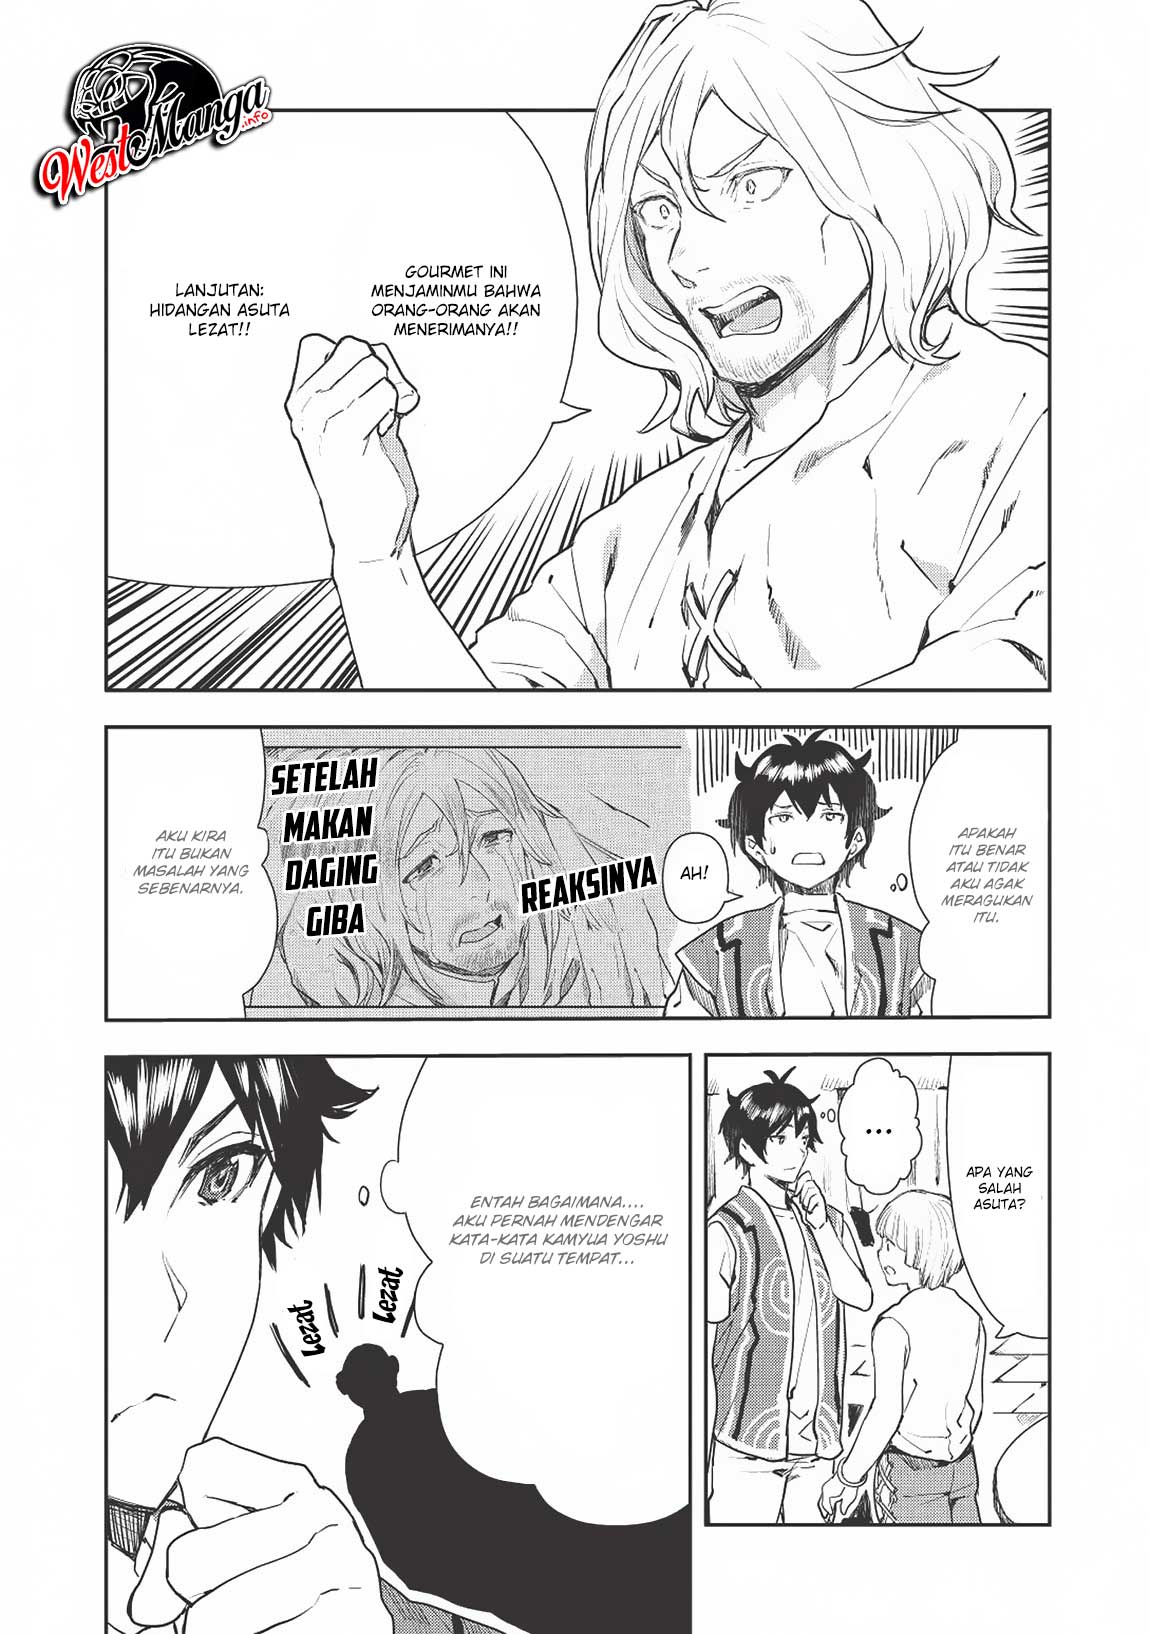 WestManga
.info
GOURMET INI
MENJAMINMU BAHWA
ORANG-ORANG AKAN
MENERIMANYA!!
LANJUTAN:
HIDANGAN ASUTA
LEZAT!!
APAKAH
ITU BENAR
ATAU TIDAK
AKU AGAK
MERAGUKAN
ITU.
AH!
REAKSINYA
SETELAH
MAKAN
DAGING
GIBA
AKU KIRA
ITU BUKAN
MASALAH YANG
SEBENARNYA.
APA YANG
SALAH
ASUTA?
...
ENTAH BAGAIMANA....
AKU PERNAH MENDENGAR
KATA-KATA KAMYUA YOSHU
DI SUATU TEMPAT...
Lezat
Lezat